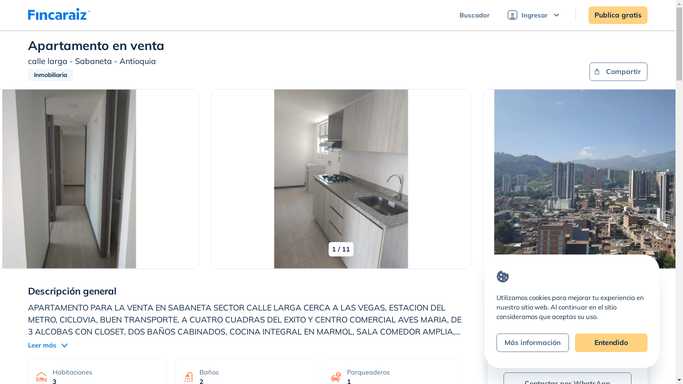 Fincaraiz
Buscador
Ingresar
Publica gratis
Apartamento en venta
calle larga - Sabaneta - Antioquia
Inmobiliaria
Compartir
1 / 11
Descripción general
APARTAMENTO PARA LA VENTA EN SABANETA SECTOR CALLE LARGA CERCA A LAS VEGAS, ESTACION DEL
METRO, CICLOVIA, BUEN TRANSPORTE, A CUATRO CUADRAS DEL EXITO Y CENTRO COMERCIAL AVES MARIA, DE
3 ALCOBAS CON CLOSET, DOS BAÑOS CABINADOS, COCINA INTEGRAL EN MARMOL, SALA COMEDOR AMPLIA,...
Leer más
Habitaciones
3
Baños
2
Parqueaderos
1
Utilizamos cookies para mejorar tu experiencia en
nuestro sitio web. Al continuar en el sitio
consideramos que aceptas su uso.
Más información
Entendido
Contactar por WhatsApp